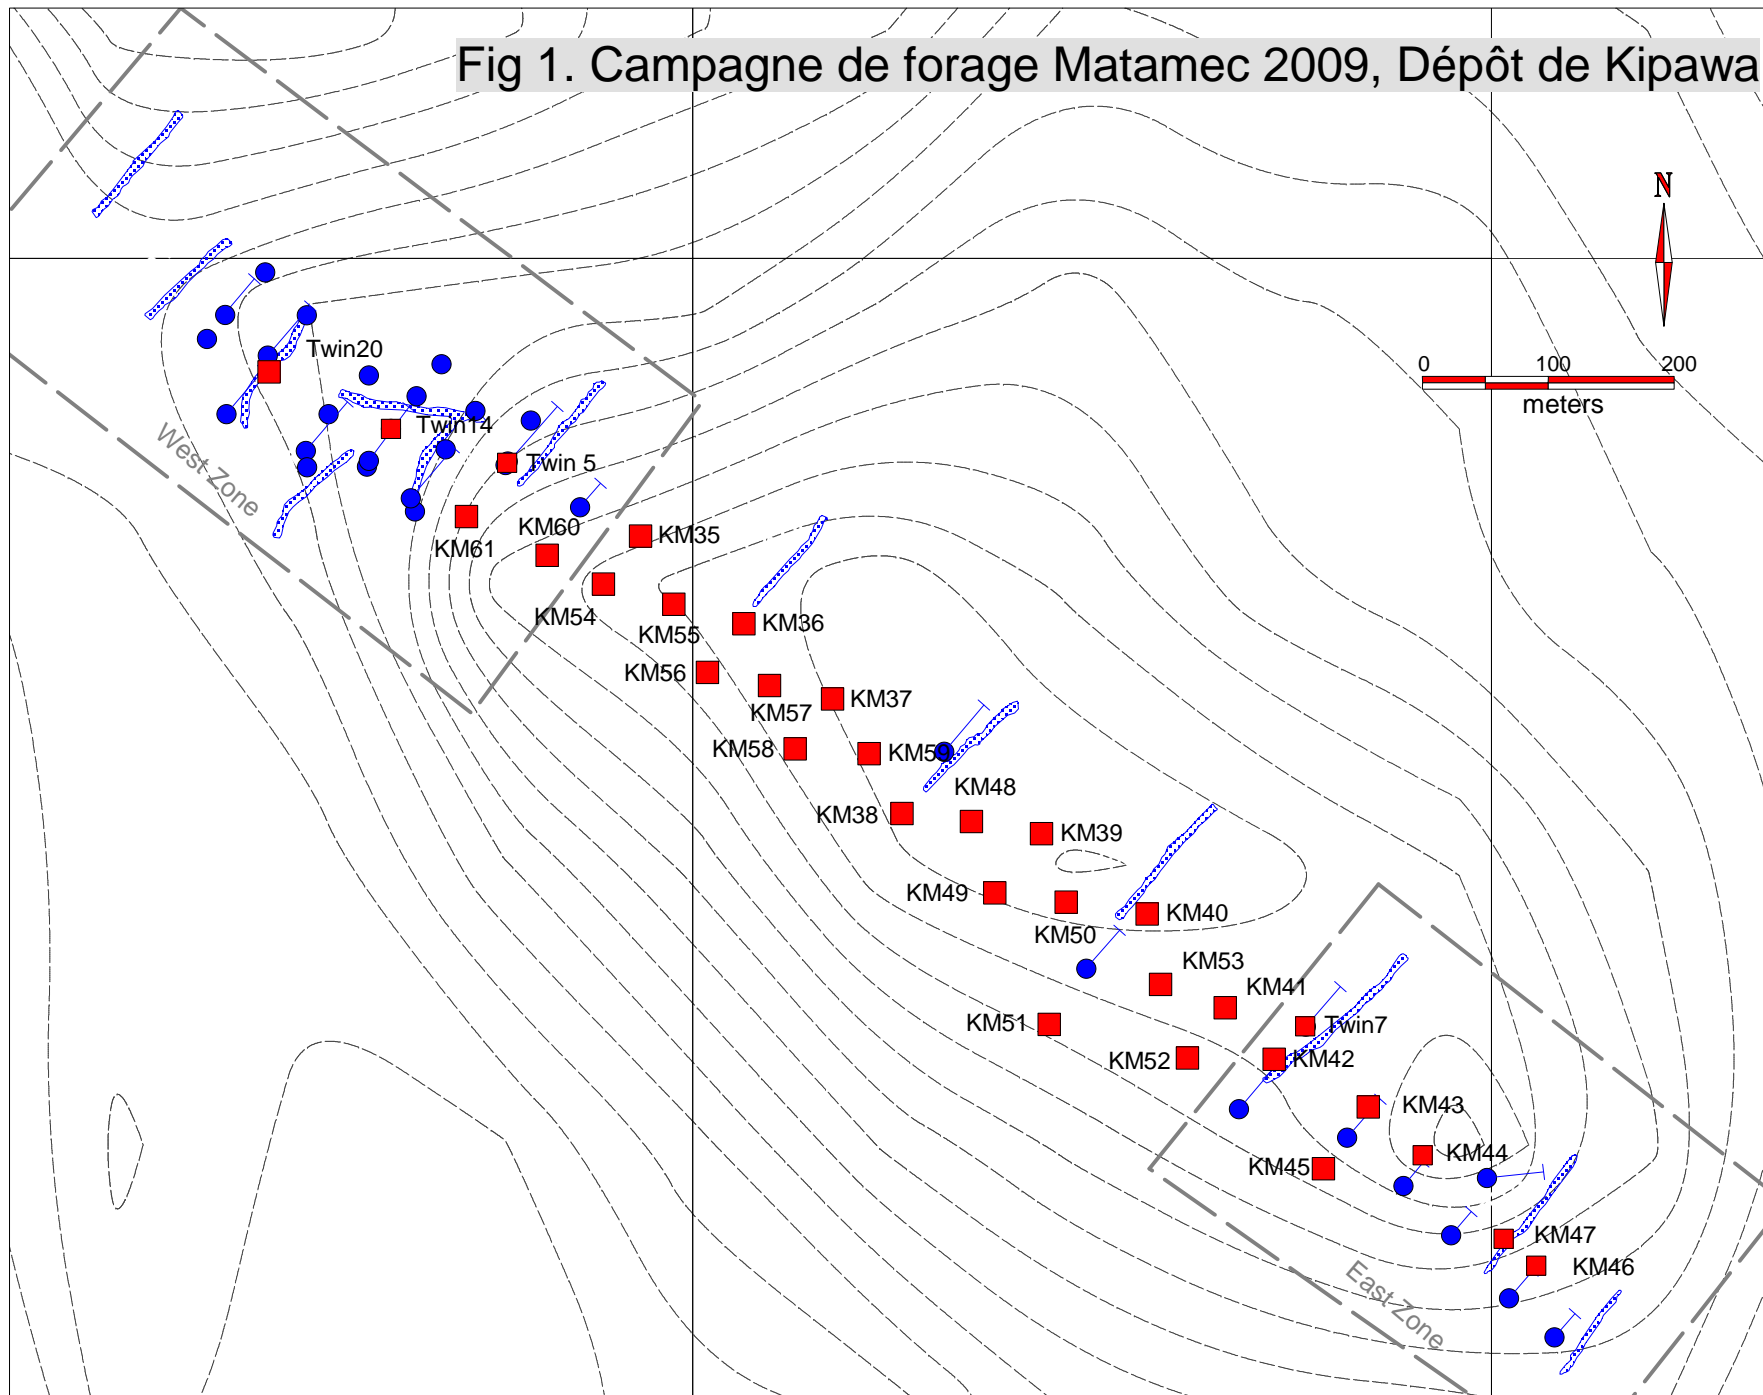 Fig 1. Campagne de forage Matamec 2009, Dépôt de Kipawa
N
0 100 200
meters
Twin20
Twin14
West Zone
Twin 5
KM60
KM35
KM61
KM54
KM55
KM36
KM56
KM57
KM37
KM58
KM59
KM48
KM38
KM39
KM49
KM40
KM50
KM53
KM41
KM51
Twin7
KM52
KM42
KM43
KM44
KM45
KM47
KM46
East Zone